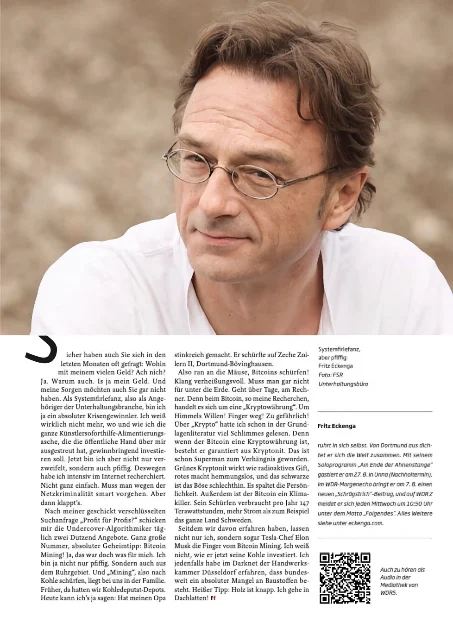 Sicher haben auch Sie sich in den
letzten Monaten oft gefragt: Wohin
mit meinem vielen Geld? Ach nicht?
Ja. Warum auch. Es ja mein Geld. Und
meine Sorgen möchten auch Sie gar nicht
haben. Als Systemfirlefanz, also als Ange-
höriger der Unterhaltungsbranche, bin ich
ja ein absoluter Krisengewinnler. Ich weiß
wirklich nicht mehr, wo und wie ich die
ganze Künstlersoforthilfe-Alimentierungs-
asche, die die öffentliche Hand über mir
ausgestreut hat, gewinnbringend investie-
ren soll. Jetzt bin ich aber nicht nur ver-
zweifelt, sondern auch pfiffig. Deswegen
habe ich intensiv im Internet recherchiert.
Nicht ganz einfach. Muss man wegen der
Netzkriminalität smart vorgehen. Aber
dann klappt's.
Nach meiner geschickt verschlüsselten
Suchanfrage „Profit für Profis?" schickten
mir die Undercover-Algorithmiker täg-
lich zwei Dutzend Angebote. Ganz große
Nummer, absoluter Geheimtipp: Bitcoin
Mining! Ja, das war doch was für mich. Ich
bin ja nicht nur pfiffig. Sondern auch aus
dem Ruhrgebiet. Und „Mining", also nach
Kohle schürfen, liegt bei uns in der Familie.
Früher, da hatten wir Kohledeputat-Depots.
Heute kann ich's ja sagen: Hat meinen Opa
stinkreich gemacht. Er schürfte auf Zeche Zol-
lern II, Dortmund-Bövinghausen.
Also ran an die Mäuse, Bitcoins schürfen!
Klang verheißungsvoll. Muss man gar nicht
für unter die Erde. Geht über Tage, am Rech-
ner. Denn beim Bitcoin, so meine Recherchen,
handelt es sich um eine „Kryptowährung". Um
Himmels Willen! Finger weg! Zu gefährlich!
Über „Krypto" hatte ich schon in der Grund-
lagenliteratur viel Schlimmes gelesen. Denn
wenn der Bitcoin eine Kryptowährung ist,
besteht er garantiert aus Kryptonit. Das ist
schon Superman zum Verhängnis geworden.
Grünes Kryptonit wirkt wie radioaktives Gift,
rotes macht hemmungslos, und das schwarze
ist das Böse schlechthin. Es spaltet die Persön-
lichkeit. Außerdem ist der Bitcoin ein Klima-
killer. Sein Schürfen verbraucht pro Jahr 147
Terawattstunden, mehr Strom als zum Beispiel
das ganze Land Schweden.
Seitdem wir davon erfahren haben, lassen
nicht nur ich, sondern sogar Tesla-Chef Elon
Musk die Finger vom Bitcoin Mining. Ich weiß
nicht, wie er jetzt seine Kohle investiert. Ich
jedenfalls habe im Darknet der Handwerks-
kammer Düsseldorf erfahren, dass bundes-
weit ein absoluter Mangel an Baustoffen be-
steht. Heißer Tipp: Holz ist knapp. Ich gehe in
Dachlatten!
Systemfirlefanz,
aber pfiffig:
Fritz Eckenga
Foto: FSR
Unterhaltungsbüro
Fritz Eckenga
ruht in sich selbst. Von Dortmund aus dich-
tet er sich die Welt zusammen. Mit seinem
Soloprogramm „Am Ende der Ahnenstange"
gastiert er am 27. 8. in Unna (Nachholtermin).
Im WDR-Morgenecho bringt er am 7. 8. einen
neuen „Schrägstrich"-Beitrag, und auf WDR 2
meldet er sich jeden Mittwoch um 10:50 Uhr
unter dem Motto „Folgendes". Alles Weitere
siehe unter eckenga.com.
Auch zu hören als
Audio in der
Mediathek von
WDR5.